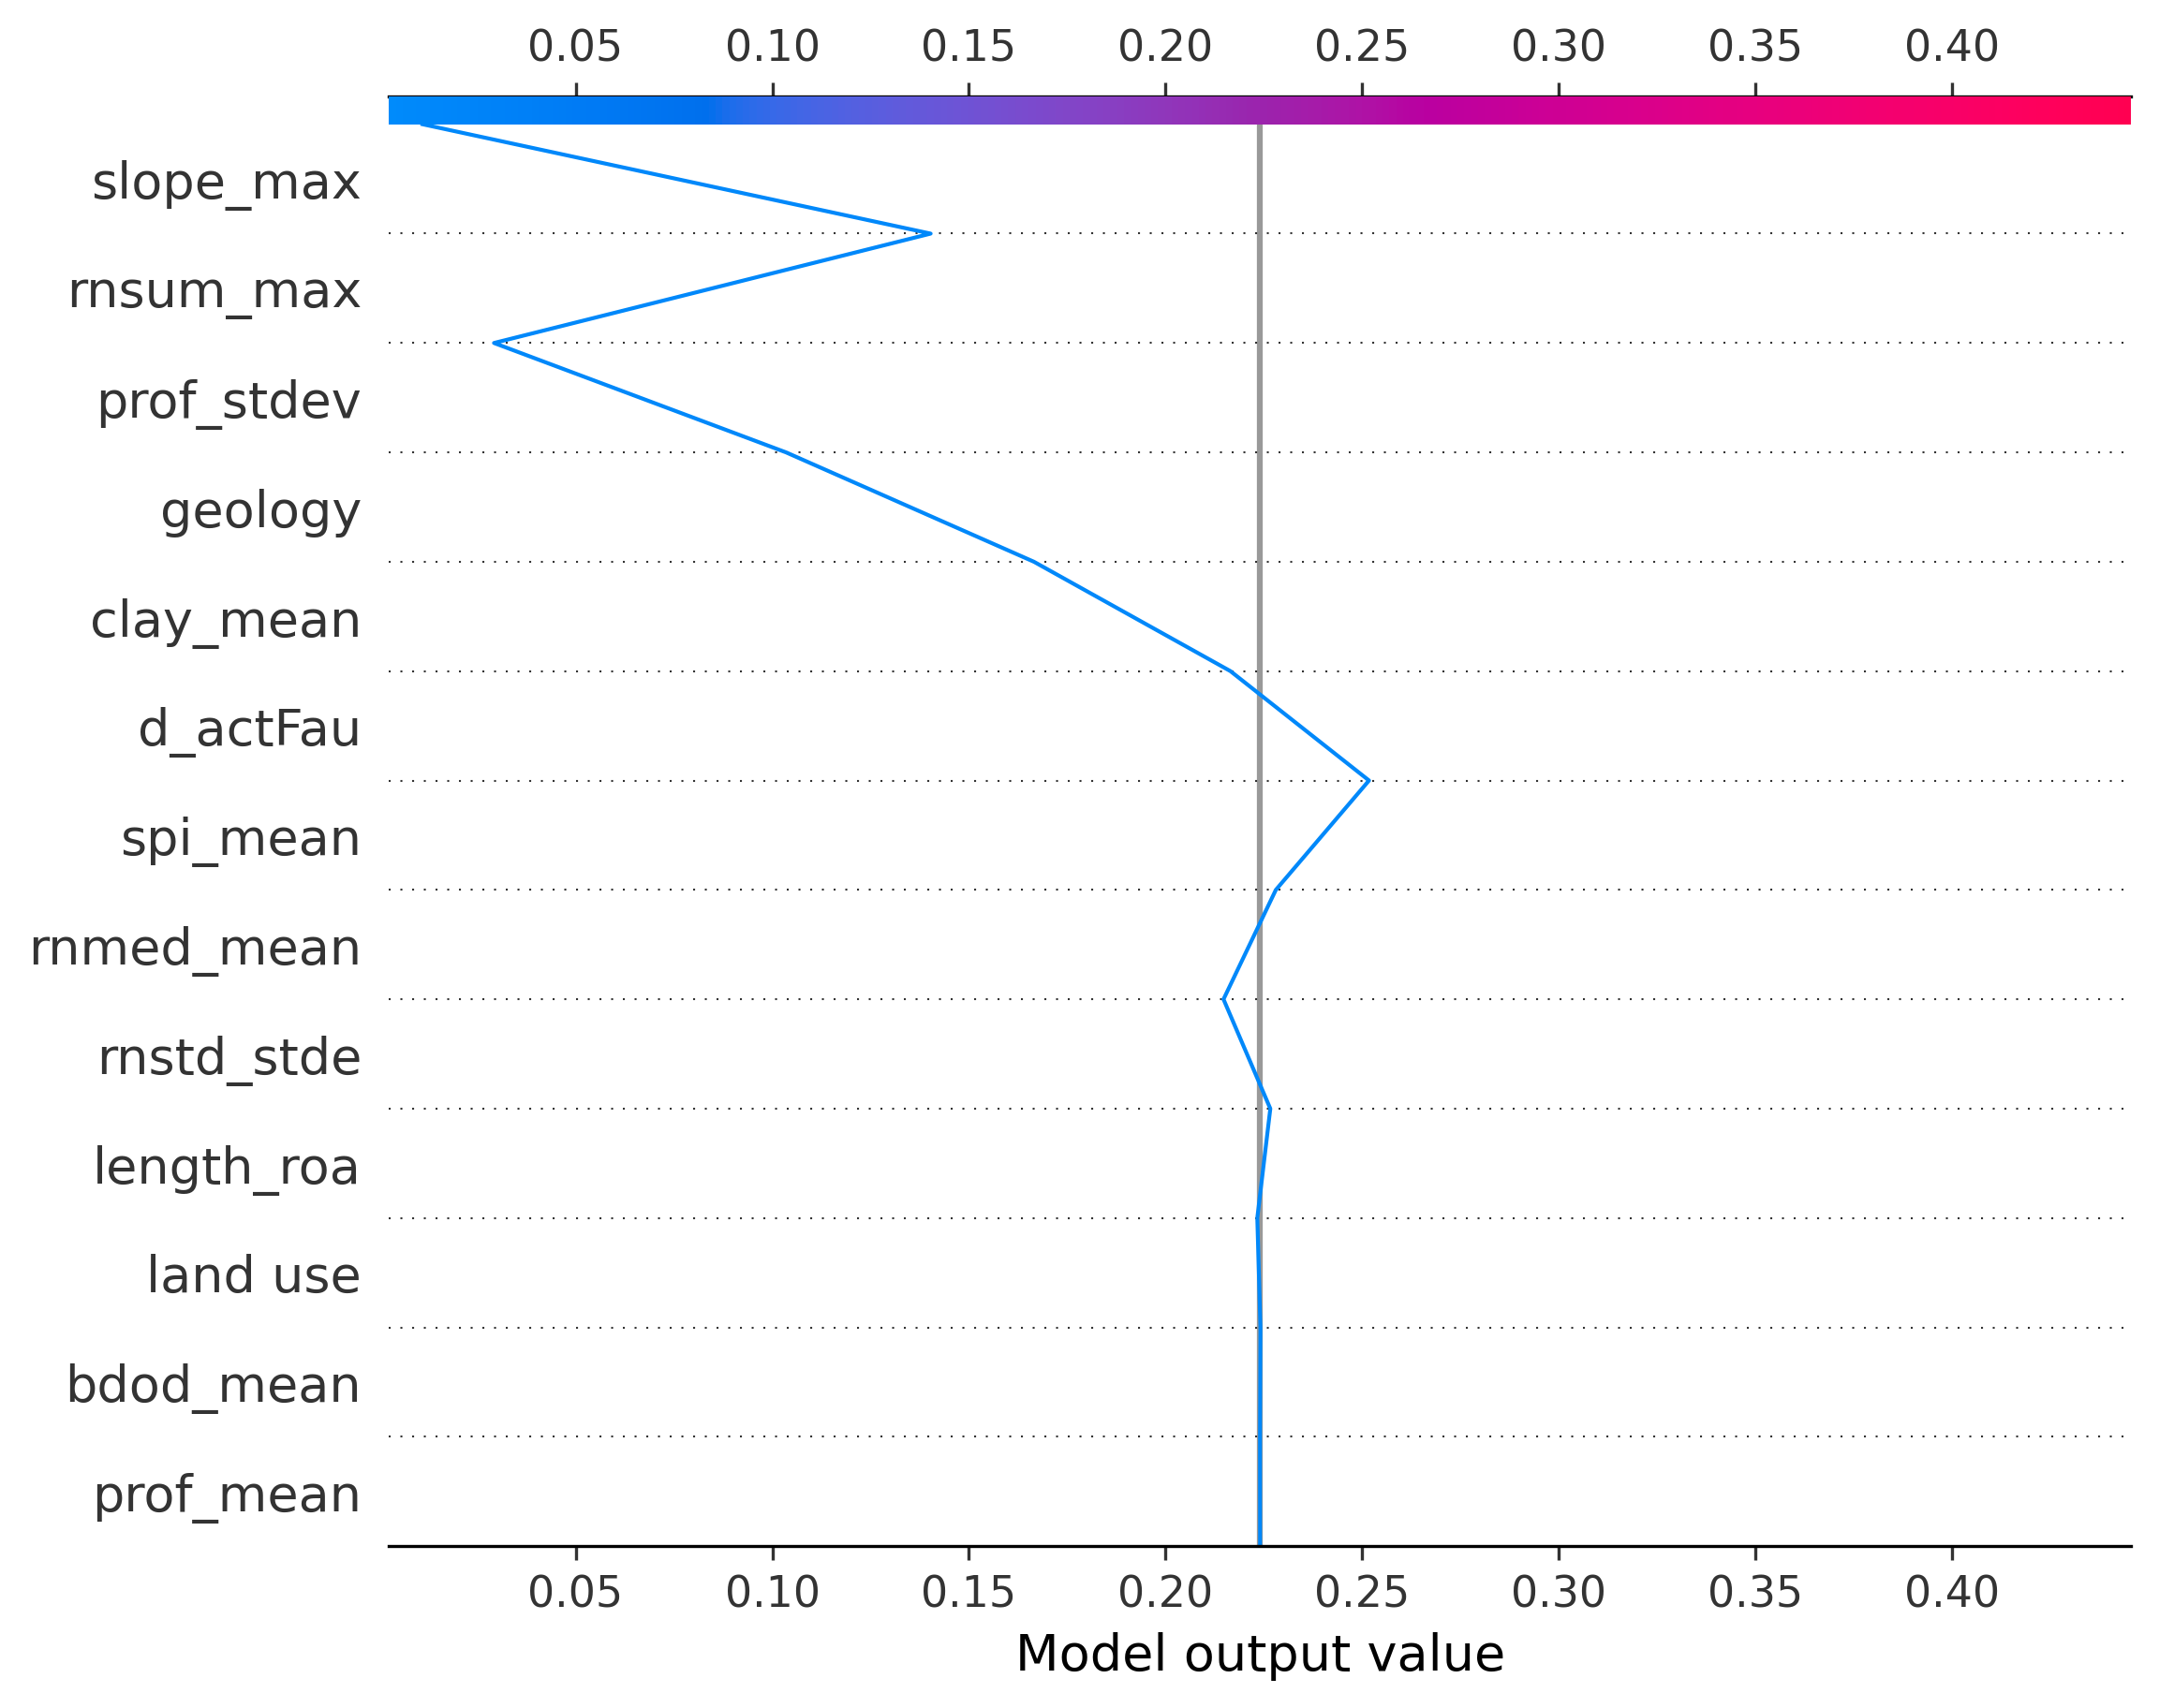 0.05 0.10 0.15 0.20 0.25 0.30 0.35 0.40
slope_max
rnsum_max
prof_stdev
geology
clay_mean
d_actFau
spi_mean
rnmed_mean
rnstd_stde
length_roa
land use
bdod_mean
prof_mean
0.05 0.10 0.15 0.20 0.25 0.30 0.35 0.40
Model output value